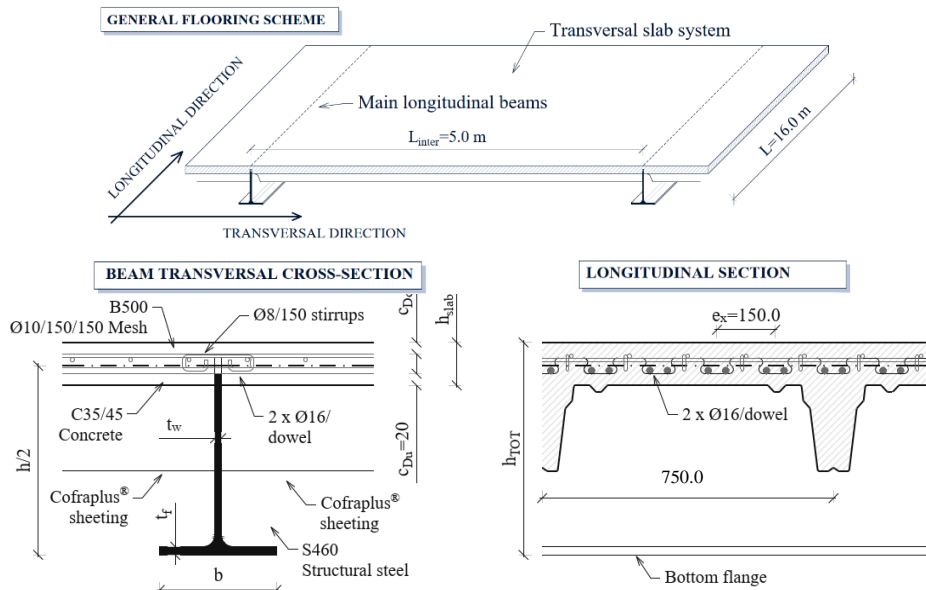 GENERAL FLOORING SCHEME
Transversal slab system
Main longitudinal beams
LONGITUDINAL DIRECTION
L_inter=5.0 m
L=16.0 m
TRANSVERSAL DIRECTION
BEAM TRANSVERSAL CROSS-SECTION
B500
Ø10/150/150 Mesh
Ø8/150 stirrups
h_slab
C35/45
Concrete
2 x Ø16/
dowel
t_w
c_Du=20
h/2
Cofraplus®
sheeting
Cofraplus®
sheeting
t_f
S460
Structural steel
b
LONGITUDINAL SECTION
e_x=150.0
2 x Ø16/dowel
h_TOT
750.0
Bottom flange